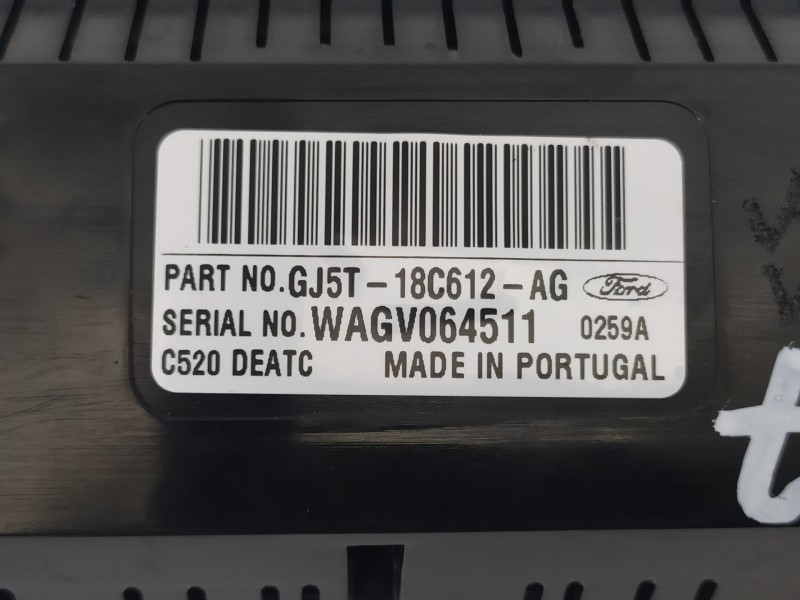 PART NO. GJ5T-18C612-AG Ford
SERIAL NO. WAGV064511 0259A
C520 DEATC MADE IN PORTUGAL